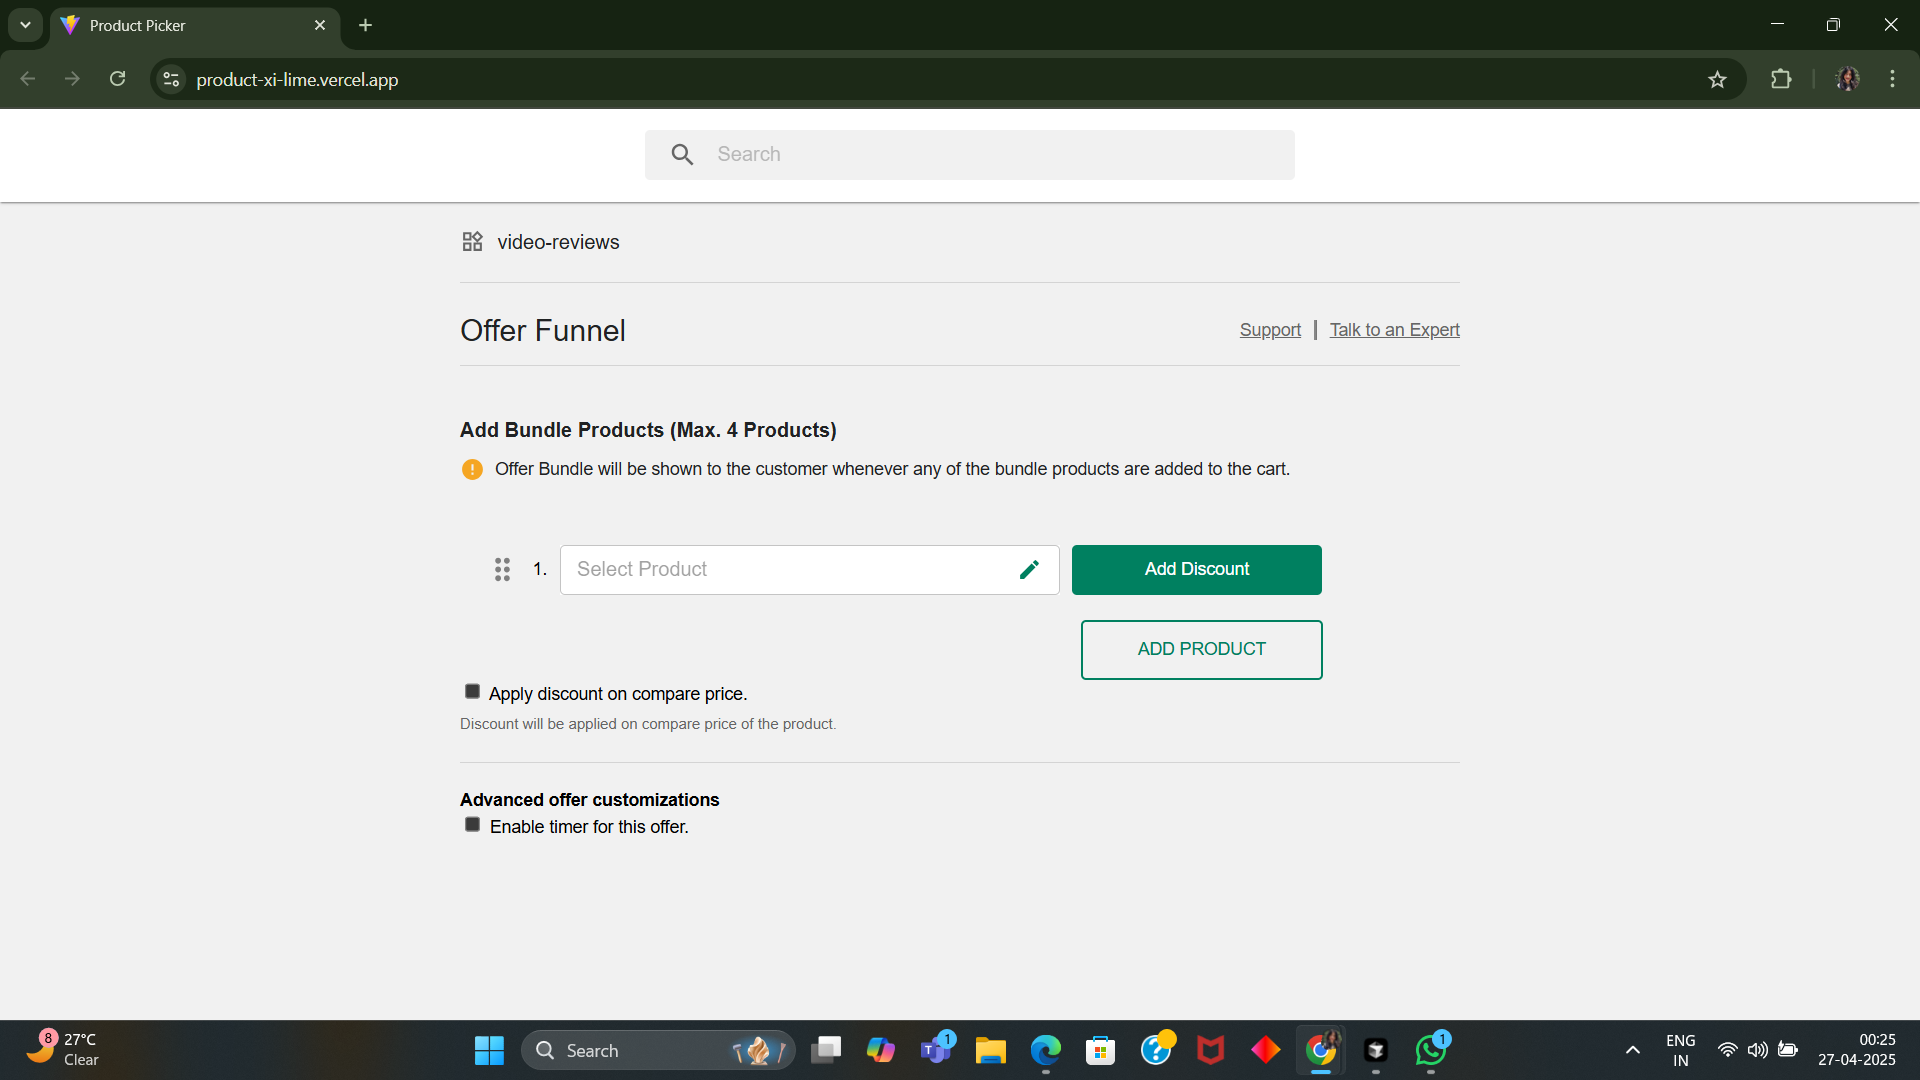 Product Picker
product-xi-lime.vercel.app
Search
video-reviews
Offer Funnel
Support | Talk to an Expert
Add Bundle Products (Max. 4 Products)
Offer Bundle will be shown to the customer whenever any of the bundle products are added to the cart.
1. Select Product Add Discount
ADD PRODUCT
Apply discount on compare price.
Discount will be applied on compare price of the product.
Advanced offer customizations
Enable timer for this offer.
8 27°C
Clear
Search
1
1
ENG
IN
00:25
27-04-2025